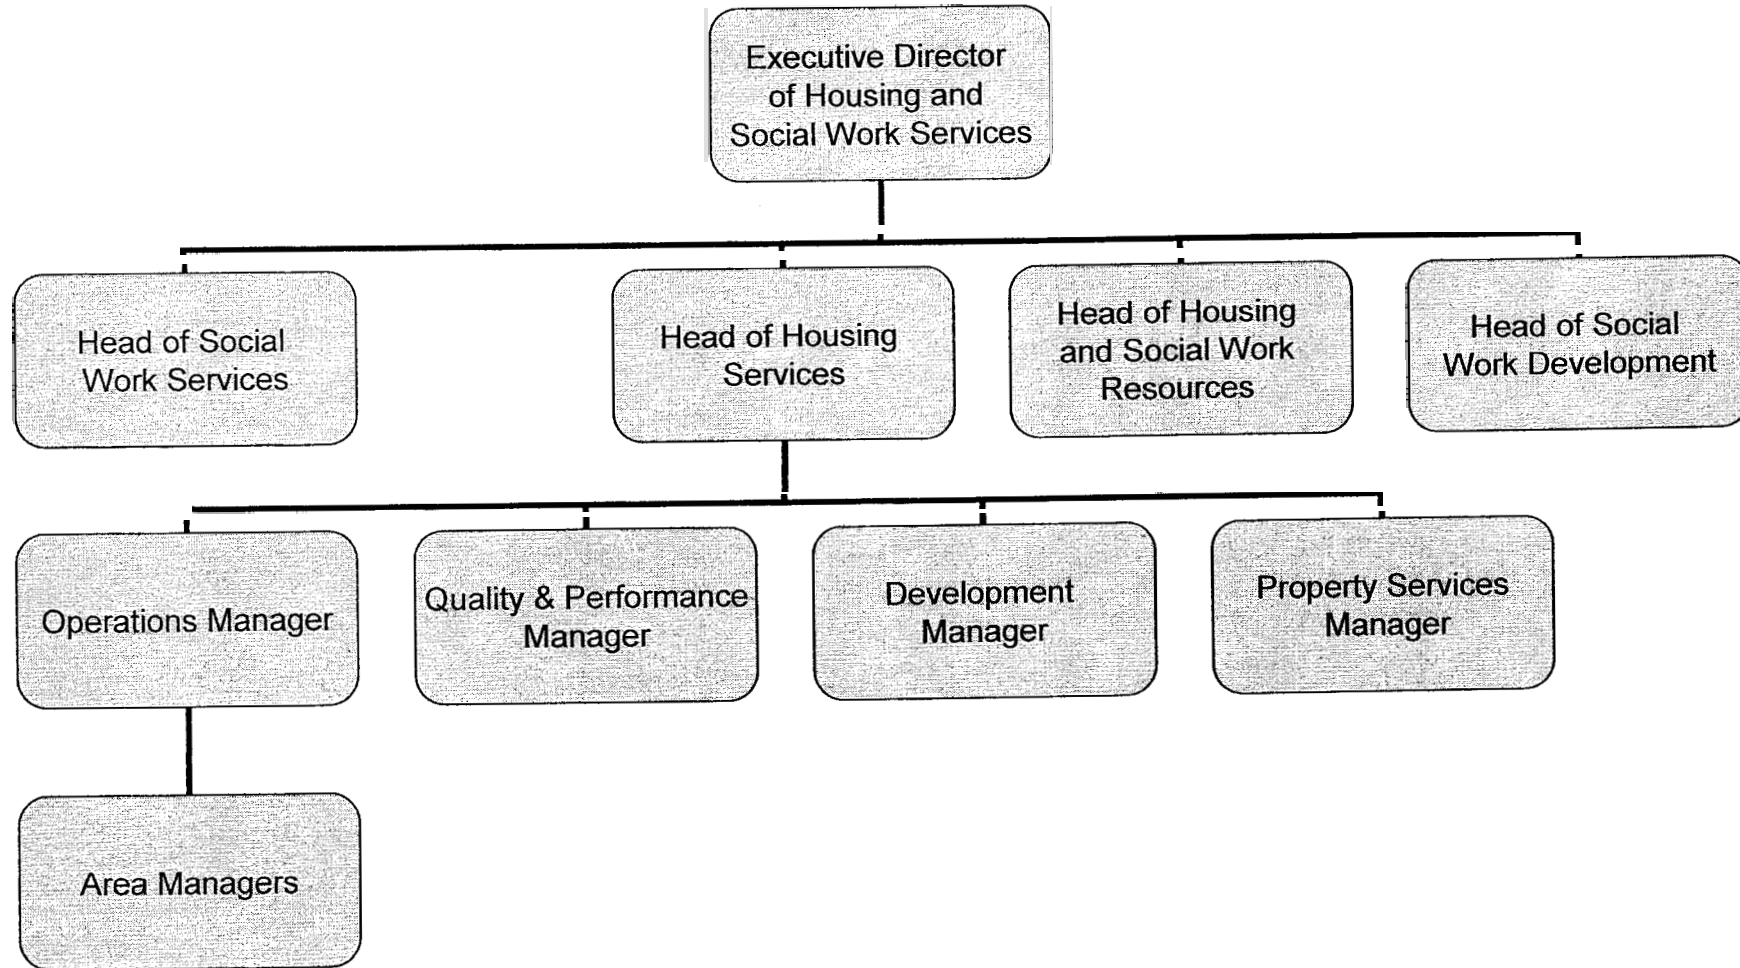 Executive Director
of Housing and
Social Work Services
Head of Social
Work Services
Head of Housing
Services
Head of Housing
and Social Work
Resources
Head of Social
Work Development
Operations Manager
Quality & Performance
Manager
Development
Manager
Property Services
Manager
Area Managers